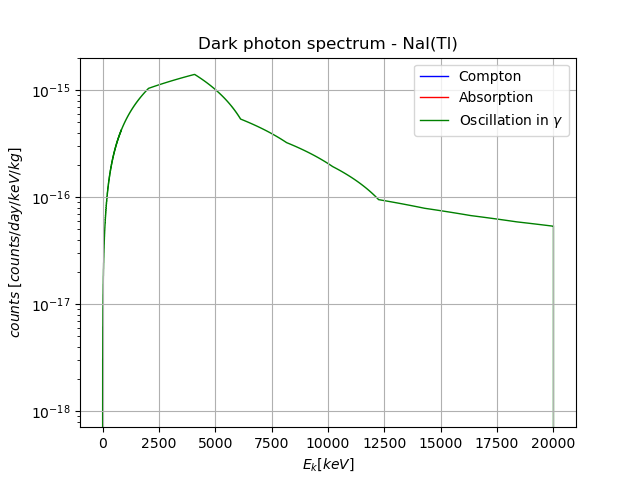 Dark photon spectrum - NaI(Tl)
Compton
Absorption
Oscillation in γ
counts [counts/day/keV/kg]
10⁻¹⁵
10⁻¹⁶
10⁻¹⁷
10⁻¹⁸
0 2500 5000 7500 10000 12500 15000 17500 20000
E_k[keV]